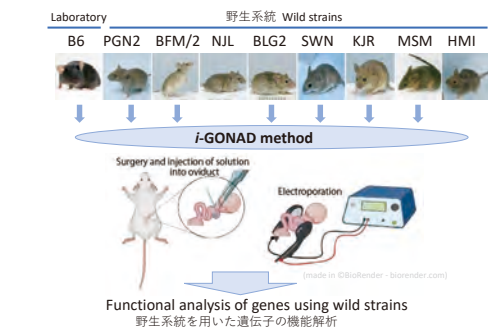 Laboratory 野生系統 Wild strains
B6 PGN2 BFM/2 NJL BLG2 SWN KJR MSM HMI
i-GONAD method
Surgery and injection of solution
into oviduct
Electroporation
(made in ©BioRender - biorender.com)
Functional analysis of genes using wild strains
野生系統を用いた遺伝子の機能解析